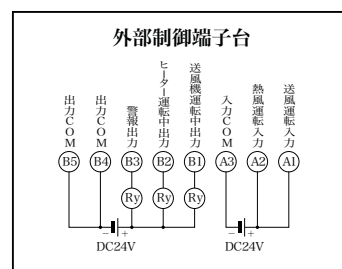 外部制御端子台
出力COM
出力COM
警報出力
ヒーター運転中出力
送風機運転中出力
入力COM
熱風運転入力
送風運転入力
B5
B4
B3
B2
B1
A3
A2
A1
Ry
Ry
Ry
− +
− +
DC24V
DC24V